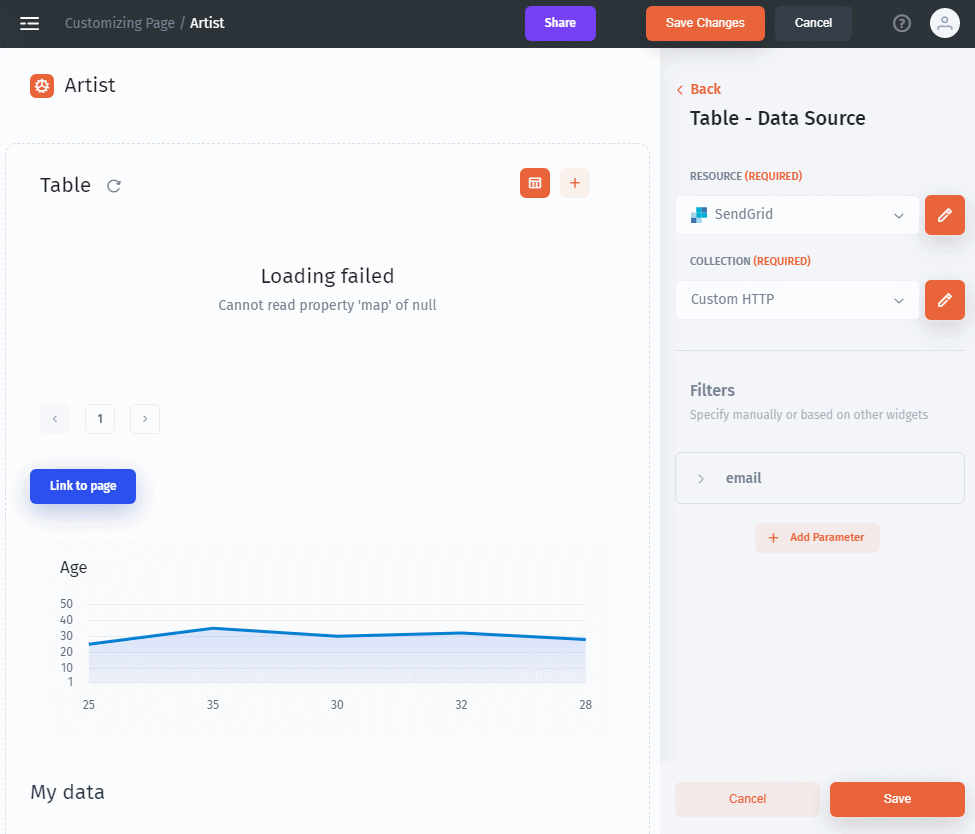 Customizing Page / Artist
Share
Save Changes
Cancel
?
Artist
Table
+
Loading failed
Cannot read property 'map' of null
1
Link to page
Age
50
40
30
20
10
1
25 35 30 32 28
My data
Back
Table - Data Source
RESOURCE (REQUIRED)
SendGrid
COLLECTION (REQUIRED)
Custom HTTP
Filters
Specify manually or based on other widgets
email
+ Add Parameter
Cancel
Save